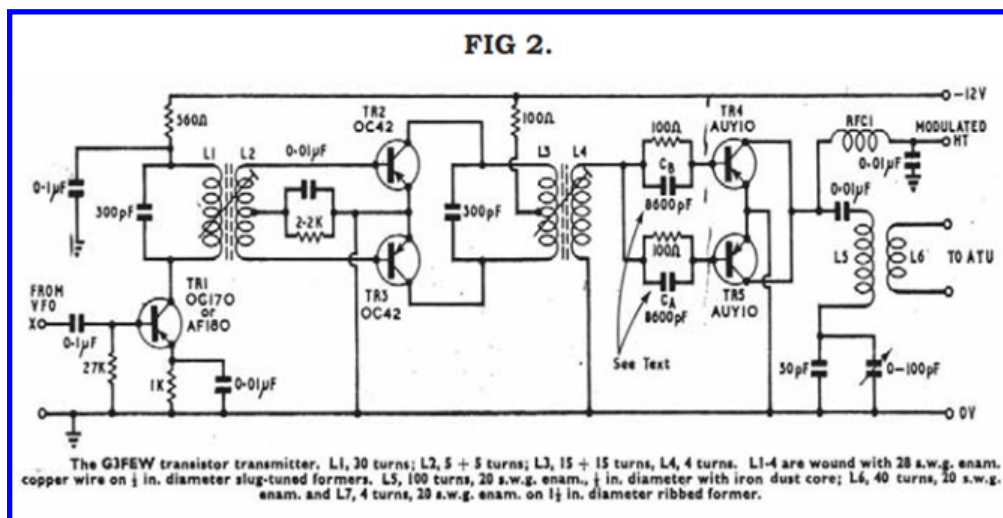 FIG 2.
560Ω
0·1µF
300pF
L1
L2
0·01µF
2·2K
TR2
OC42
TR3
OC42
TR1
OG170
or
AF180
FROM
VFO
X
0·1µF
27K
1K
0·01µF
100Ω
300pF
L3
L4
100Ω
CB
8600pF
100Ω
CA
8600pF
See Text
TR4
AUY10
TR5
AUY10
RFC1
-12V
MODULATED
HT
0·01µF
0·01µF
L5
L6
TO ATU
50pF
0-100pF
0V
The G3FEW transistor transmitter. L1, 30 turns; L2, 5 + 5 turns; L3, 15 + 15 turns, L4, 4 turns. L1-4 are wound with 28 s.w.g. enam.
copper wire on ½ in. diameter slug-tuned formers. L5, 100 turns, 20 s.w.g. enam., in. diameter with iron dust core; L6, 40 turns, 20 s.w.g.
enam. and L7, 4 turns, 20 s.w.g. enam. on 1½ in. diameter ribbed former.